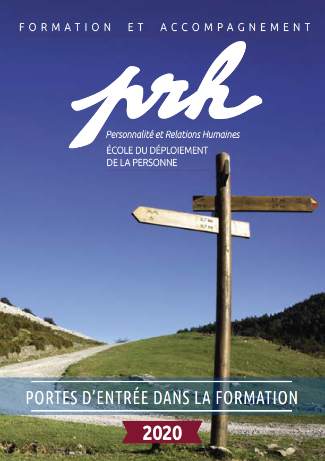 FORMATION ET ACCOMPAGNEMENT
prh
Personnalité et Relations Humaines
ÉCOLE DU DÉPLOIEMENT
DE LA PERSONNE
PORTES D'ENTRÉE DANS LA FORMATION
2020